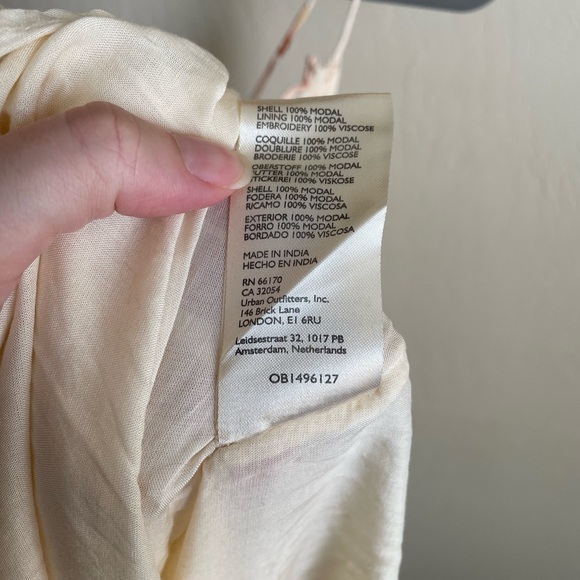 SHELL 100% MODAL
LINING 100% MODAL
EMBROIDERY 100% VISCOSE
COQUILLE 100% MODAL
DOUBLURE 100% MODAL
BRODERIE 100% VISCOSE
OBERSTOFF 100% MODAL
FUTTER 100% MODAL
STICKEREI 100% VISKOSE
SHELL 100% MODAL
FODERA 100% MODAL
RICAMO 100% VISCOSA
EXTERIOR 100% MODAL
FORRO 100% MODAL
BORDADO 100% VISCOSA
MADE IN INDIA
HECHO EN INDIA
RN 66170
CA 32054
Urban Outfitters, Inc.
146 Brick Lane
LONDON, E1 6RU
Leidsestraat 32, 1017 PB
Amsterdam, Netherlands
OB1496127